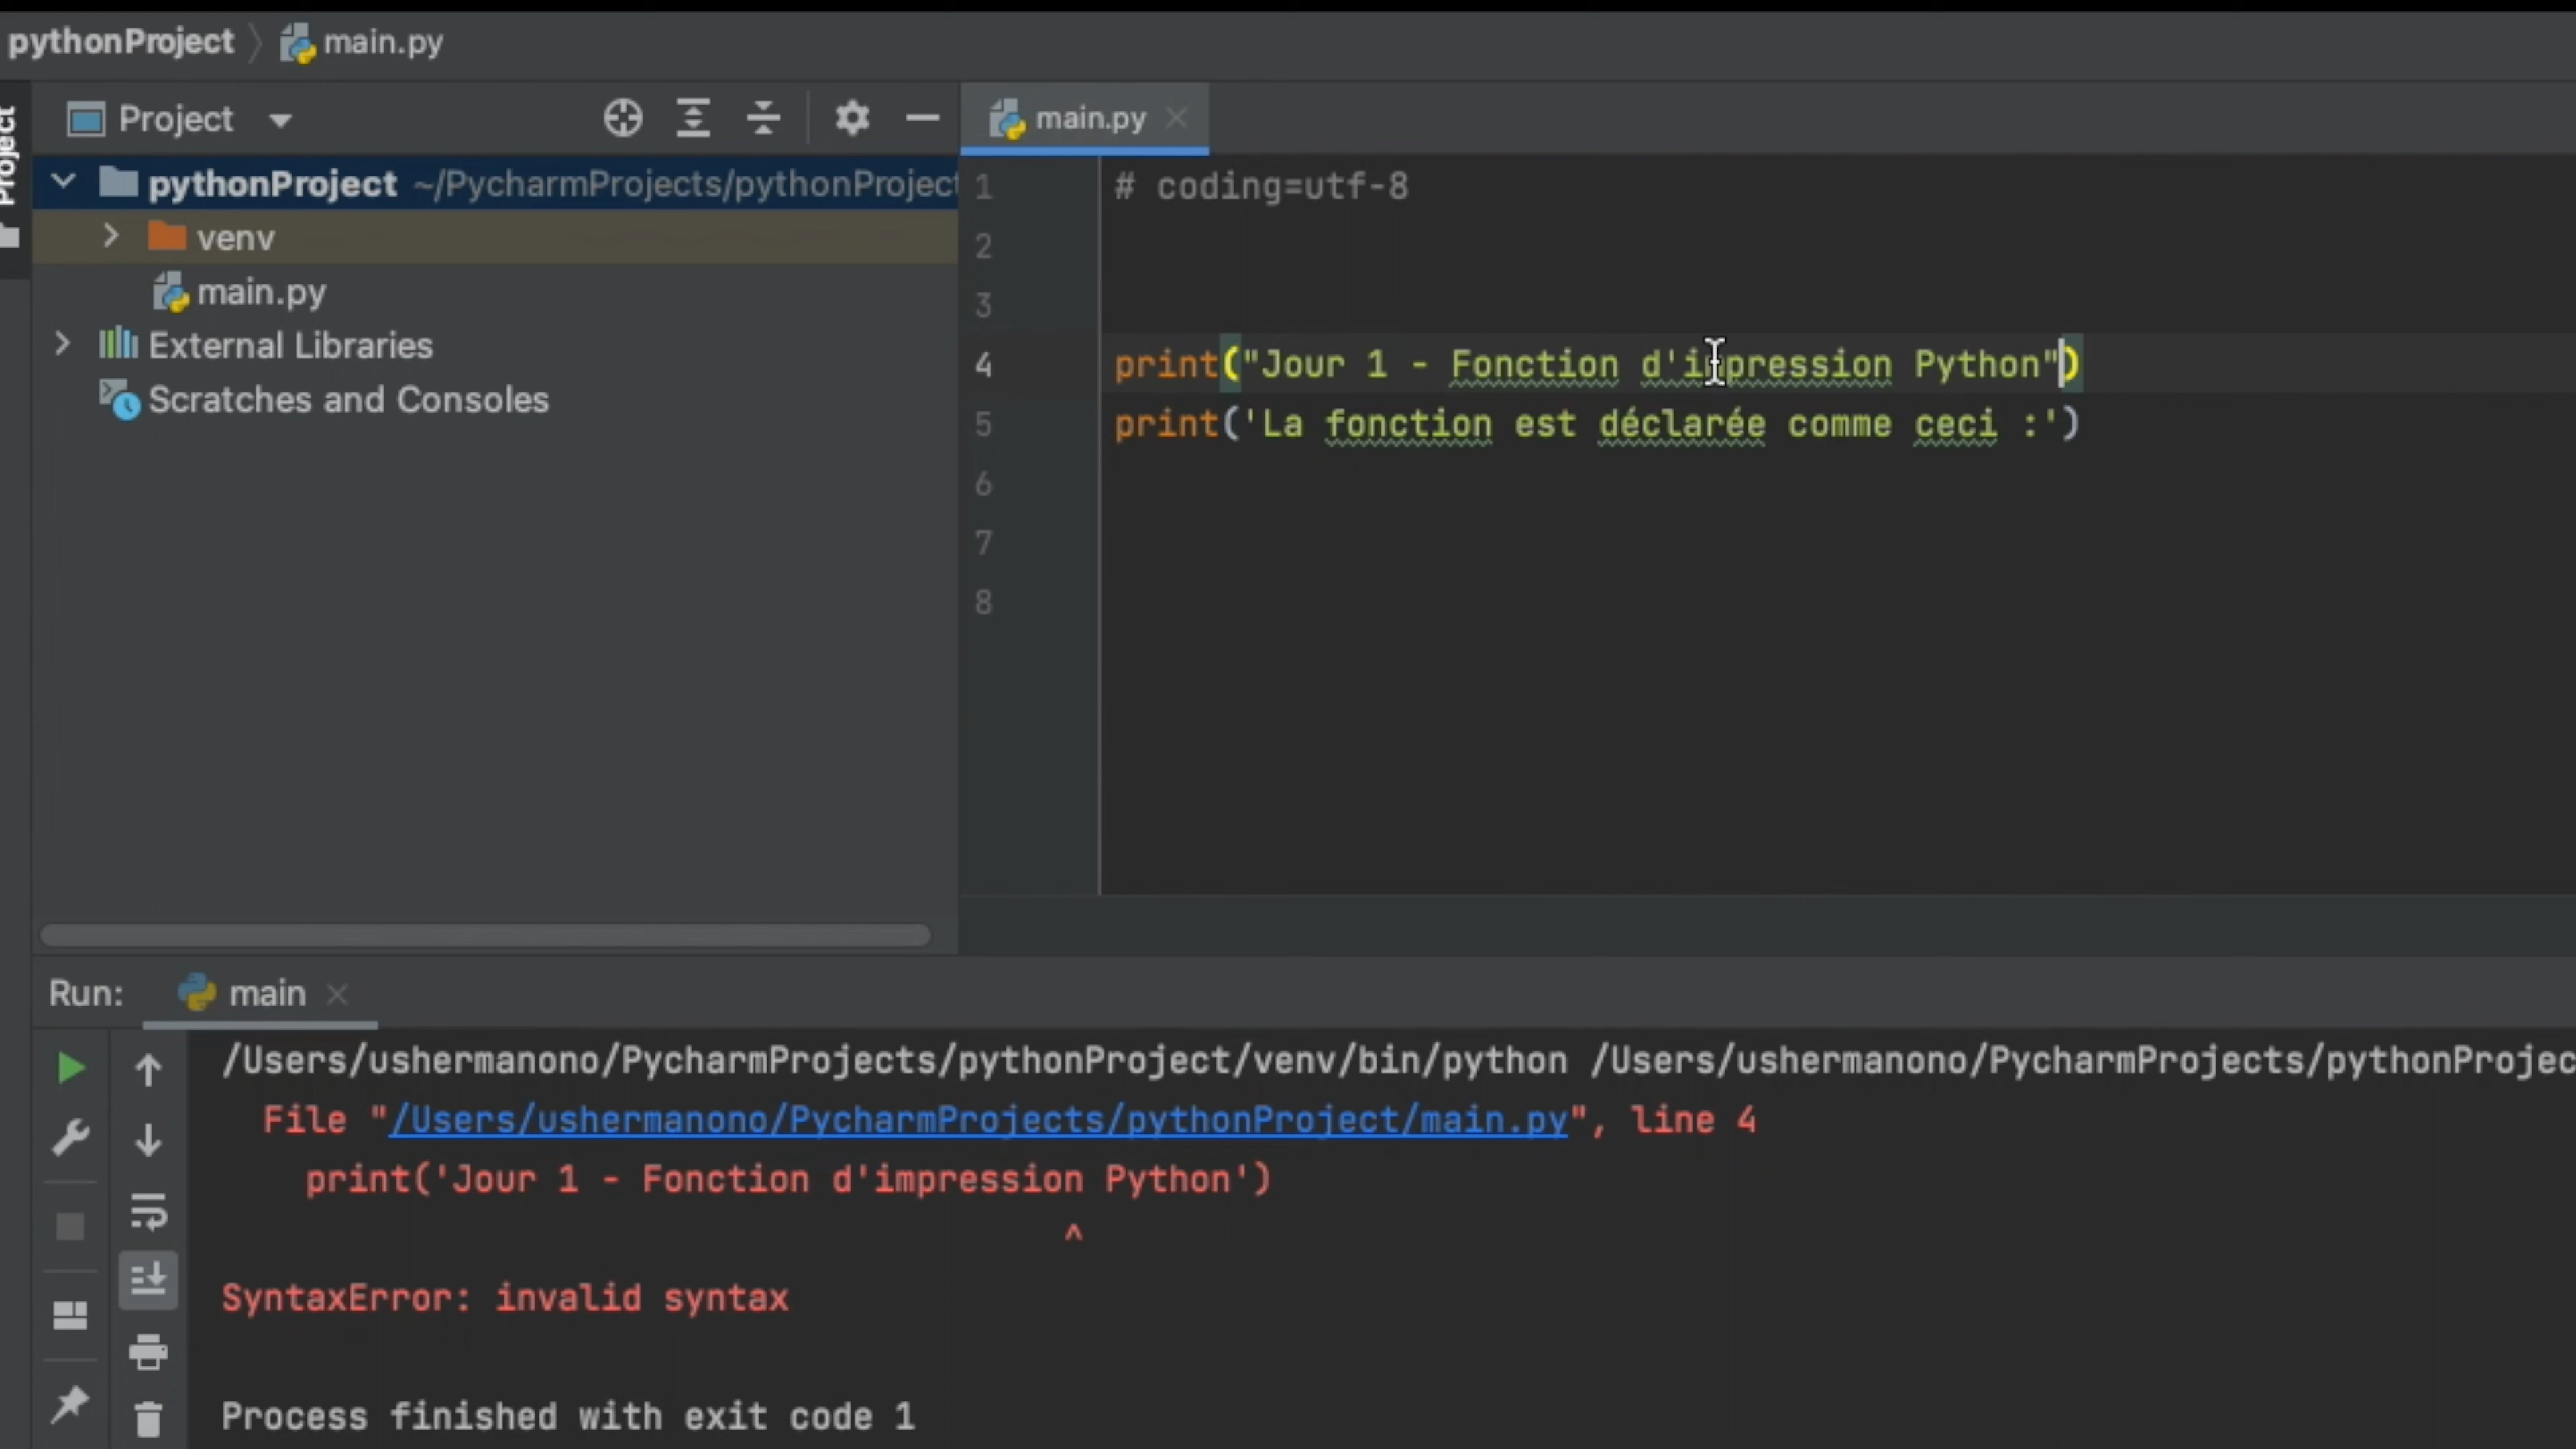 pythonProject main.py
Project
Project
main.py
pythonProject ~/PycharmProjects/pythonProject
venv
main.py
External Libraries
Scratches and Consoles
1 # coding=utf-8
2
3
4 print("Jour 1 - Fonction d'impression Python")
5 print('La fonction est déclarée comme ceci :')
6
7
8
Run: main
/Users/ushermanono/PycharmProjects/pythonProject/venv/bin/python /Users/ushermanono/PycharmProjects/pythonProjec
File "/Users/ushermanono/PycharmProjects/pythonProject/main.py", line 4
print('Jour 1 - Fonction d'impression Python')
^
SyntaxError: invalid syntax
Process finished with exit code 1